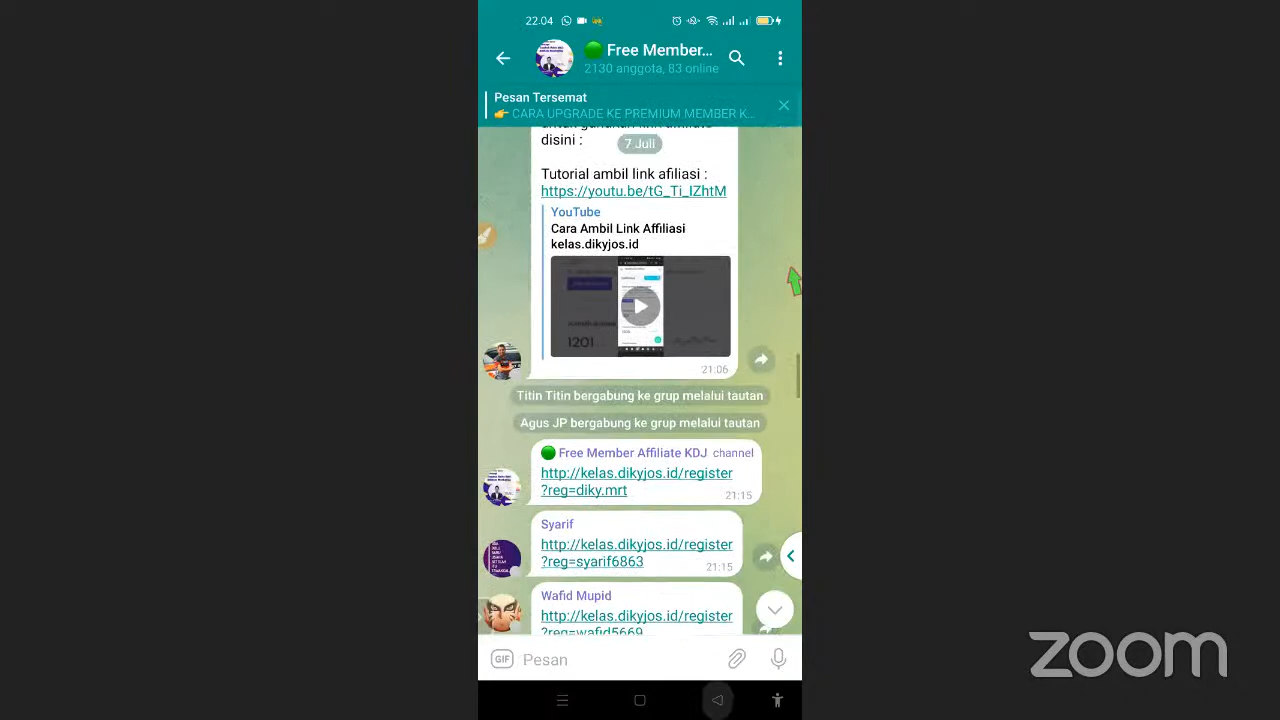 22.04
🟢 Free Member...
2130 anggota, 83 online
Pesan Tersemat
👉 CARA UPGRADE KE PREMIUM MEMBER K...
disini :
7 Juli
Tutorial ambil link afiliasi :
https://youtu.be/tG_Ti_IZhtM
YouTube
Cara Ambil Link Affiliasi
kelas.dikyjos.id
1201
21:06
Titin Titin bergabung ke grup melalui tautan
Agus JP bergabung ke grup melalui tautan
🟢 Free Member Affiliate KDJ channel
http://kelas.dikyjos.id/register
?reg=diky.mrt
21:15
Syarif
http://kelas.dikyjos.id/register
?reg=syarif6863
21:15
Wafid Mupid
http://kelas.dikyjos.id/register
?reg=wafid5669
GIF Pesan
zoom